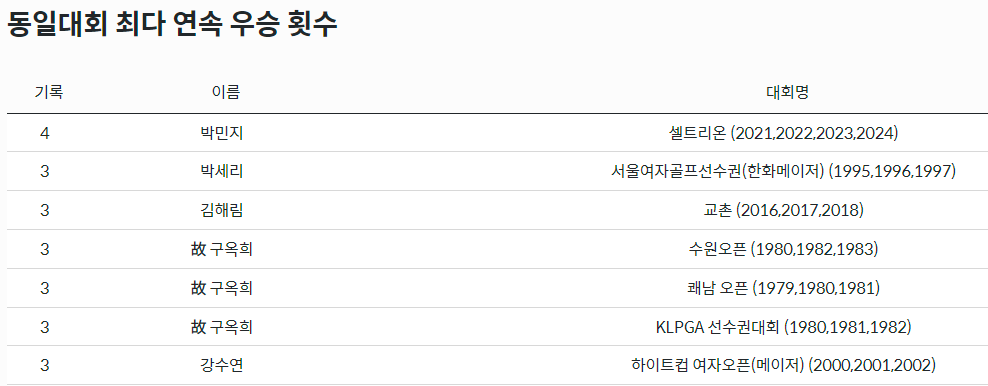 동일대회 최다 연속 우승 횟수
기록 이름 대회명
4 박민지 셀트리온 (2021,2022,2023,2024)
3 박세리 서울여자골프선수권(한화메이저) (1995,1996,1997)
3 김해림 교촌 (2016,2017,2018)
3 故 구옥희 수원오픈 (1980,1982,1983)
3 故 구옥희 쾌남 오픈 (1979,1980,1981)
3 故 구옥희 KLPGA 선수권대회 (1980,1981,1982)
3 강수연 하이트컵 여자오픈(메이저) (2000,2001,2002)